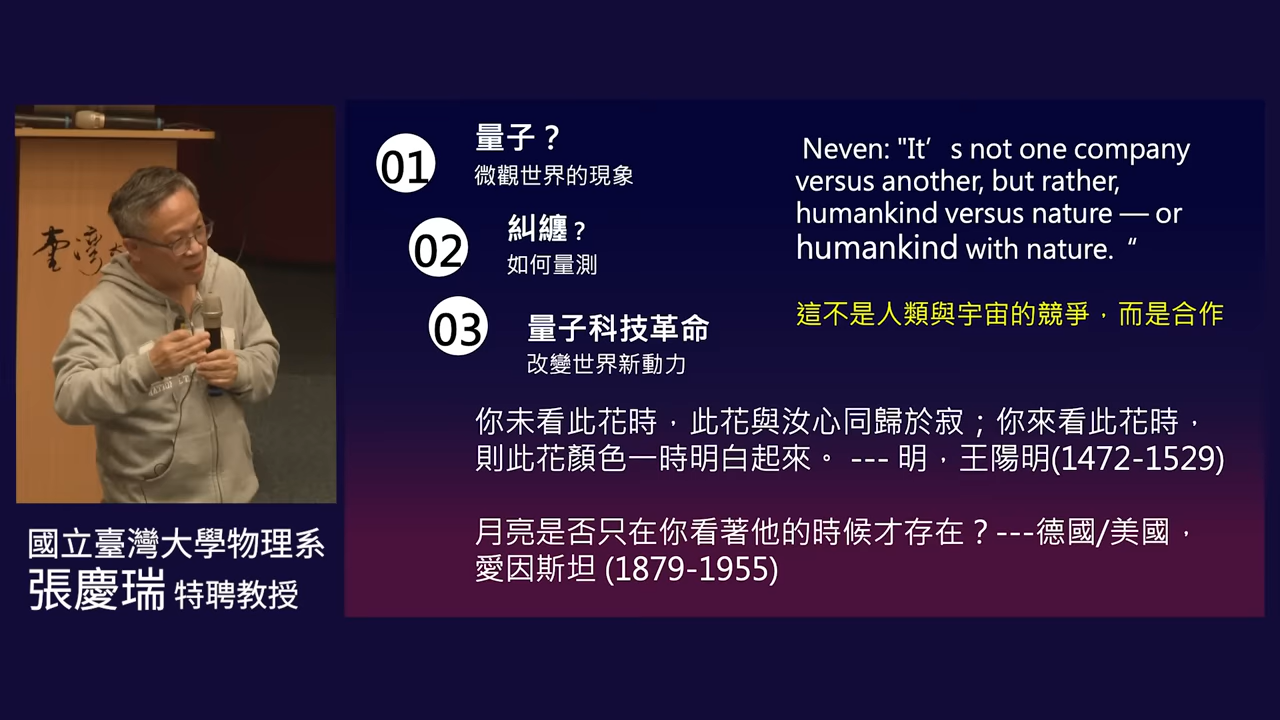 臺灣大
國立臺灣大學物理系
張慶瑞 特聘教授
01
量子？
微觀世界的現象
02
糾纏？
如何量測
03
量子科技革命
改變世界新動力
Neven: "It’s not one company
versus another, but rather,
humankind versus nature — or
humankind with nature. “
這不是人類與宇宙的競爭，而是合作
你未看此花時，此花與汝心同歸於寂；你來看此花時，
則此花顏色一時明白起來。 --- 明，王陽明(1472-1529)
月亮是否只在你看著他的時候才存在？---德國/美國，
愛因斯坦 (1879-1955)